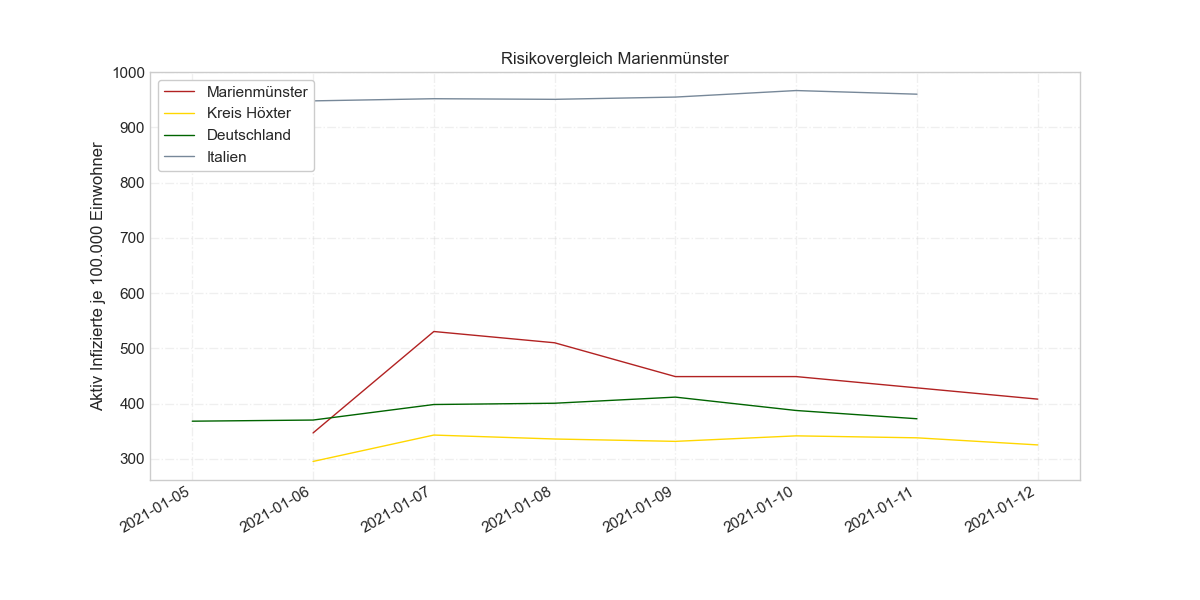 Risikovergleich Marienmünster
Aktiv Infizierte je 100.000 Einwohner
1000
900
800
700
600
500
400
300
Marienmünster
Kreis Höxter
Deutschland
Italien
2021-01-05
2021-01-06
2021-01-07
2021-01-08
2021-01-09
2021-01-10
2021-01-11
2021-01-12